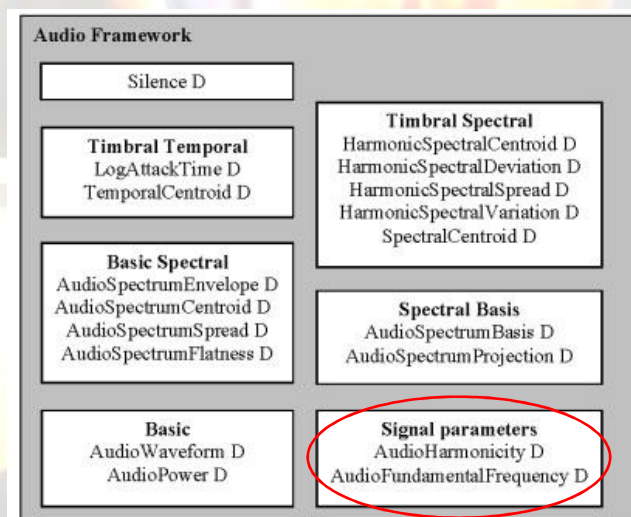 Audio Framework
Silence D
Timbral Temporal
LogAttackTime D
TemporalCentroid D
Basic Spectral
AudioSpectrumEnvelope D
AudioSpectrumCentroid D
AudioSpectrumSpread D
AudioSpectrumFlatness D
Basic
AudioWaveform D
AudioPower D
Timbral Spectral
HarmonicSpectralCentroid D
HarmonicSpectralDeviation D
HarmonicSpectralSpread D
HarmonicSpectralVariation D
SpectralCentroid D
Spectral Basis
AudioSpectrumBasis D
AudioSpectrumProjection D
Signal parameters
AudioHarmonicity D
AudioFundamentalFrequency D